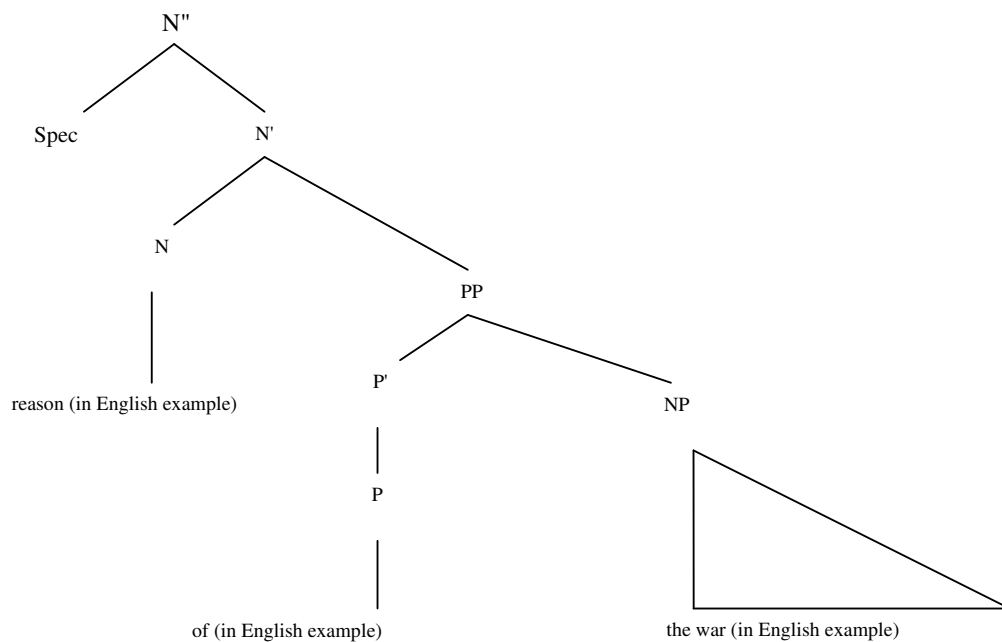 N"
Spec
N'
N
PP
P'
reason (in English example)
NP
P
of (in English example)
the war (in English example)